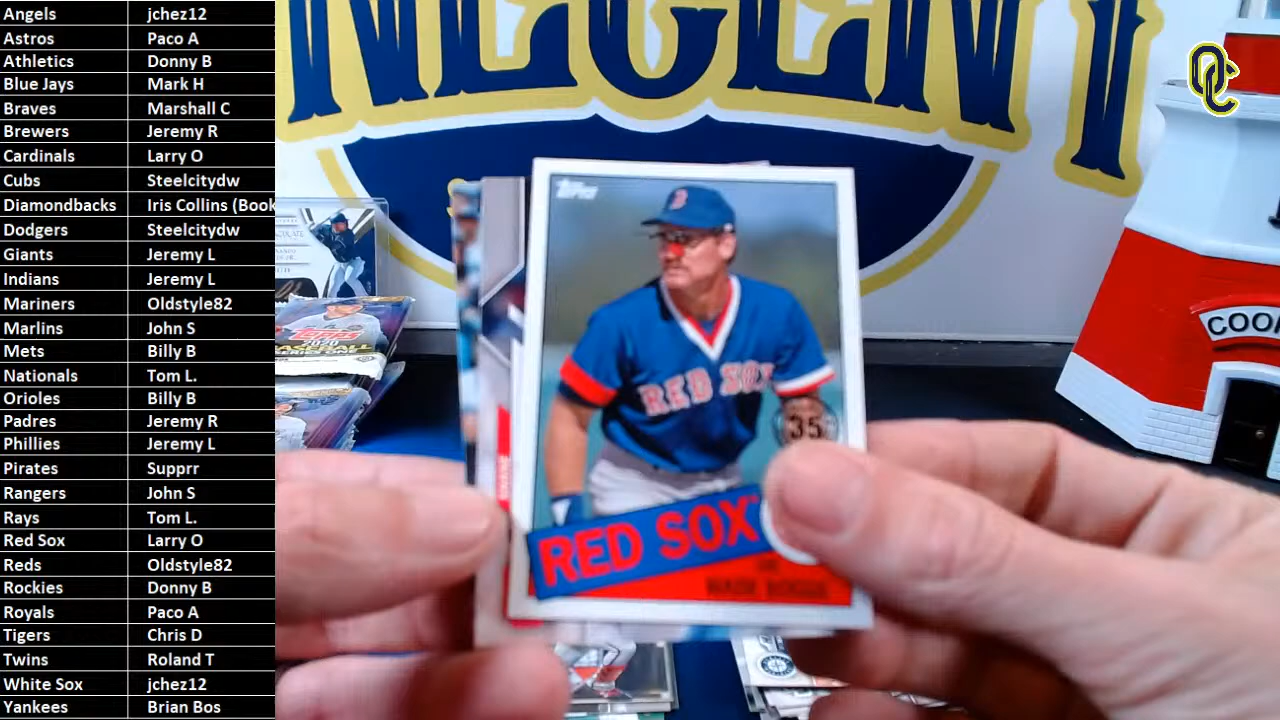 Angels jchez12
Astros Paco A
Athletics Donny B
Blue Jays Mark H
Braves Marshall C
Brewers Jeremy R
Cardinals Larry O
Cubs Steelcitydw
Diamondbacks Iris Collins (Book
Dodgers Steelcitydw
Giants Jeremy L
Indians Jeremy L
Mariners Oldstyle82
Marlins John S
Mets Billy B
Nationals Tom L.
Orioles Billy B
Padres Jeremy R
Phillies Jeremy L
Pirates Supprr
Rangers John S
Rays Tom L.
Red Sox Larry O
Reds Oldstyle82
Rockies Donny B
Royals Paco A
Tigers Chris D
Twins Roland T
White Sox jchez12
Yankees Brian Bos
OC
Topps
B
RED SOX
35
RED SOX
Topps
2020
BASEBALL
COO